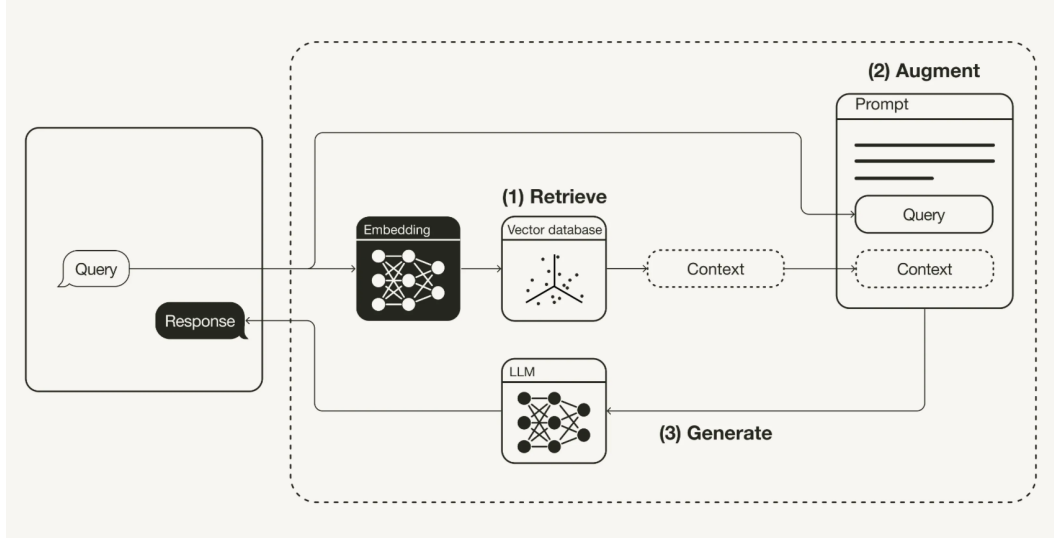 (2) Augment
Prompt
(1) Retrieve
Embedding
Vector database
Query
Query
Context
Context
Response
LLM
(3) Generate